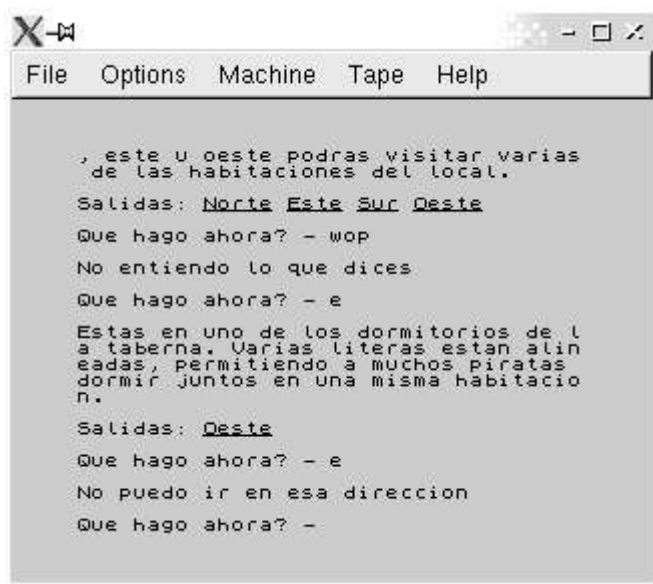 File Options Machine Tape Help
, este u oeste podras visitar varias
de las habitaciones del local.
Salidas: Norte Este Sur Oeste
Que hago ahora? - wop
No entiendo lo que dices
Que hago ahora? - e
Estas en uno de los dormitorios de l
a taberna. Varias literas estan alin
eadas, permitiendo a muchos piratas
dormir juntos en una misma habitacio
n.
Salidas: Oeste
Que hago ahora? - e
No puedo ir en esa direccion
Que hago ahora? -